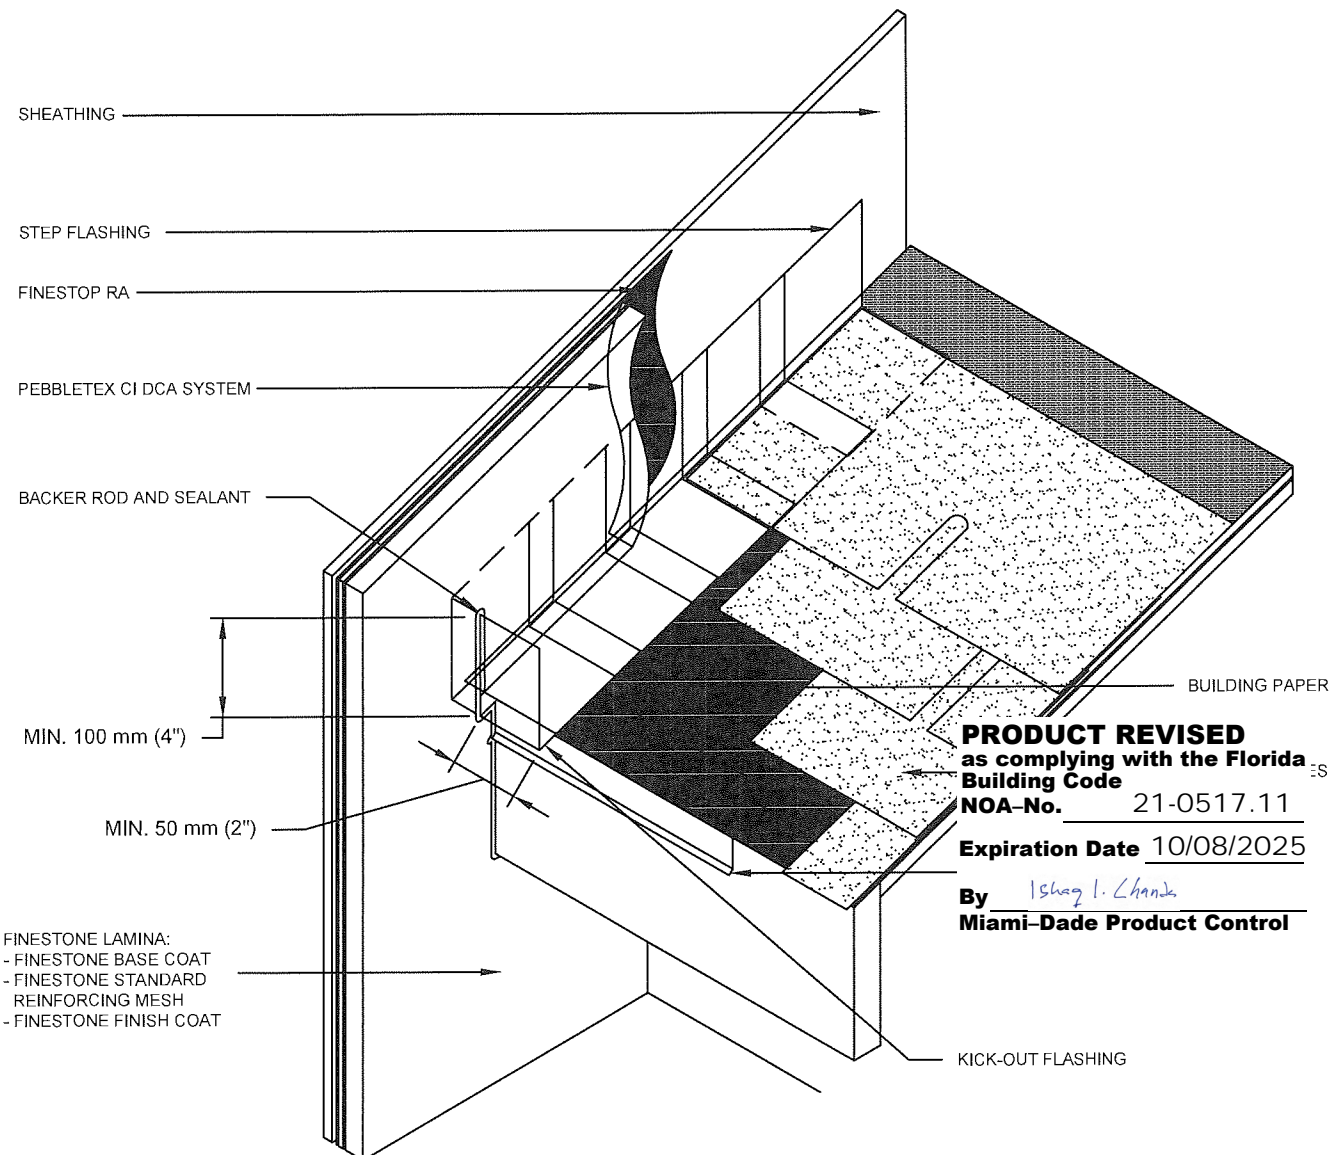 SHEATHING
STEP FLASHING
FINESTOP RA
PEBBLETEX CI DCA SYSTEM
BACKER ROD AND SEALANT
MIN. 100 mm (4")
MIN. 50 mm (2")
FINESTONE LAMINA:
- FINESTONE BASE COAT
- FINESTONE STANDARD
REINFORCING MESH
- FINESTONE FINISH COAT
BUILDING PAPER
PRODUCT REVISED
as complying with the Florida
Building Code
NOA–No. 21-0517.11
Expiration Date 10/08/2025
By
Miami–Dade Product Control
KICK-OUT FLASHING